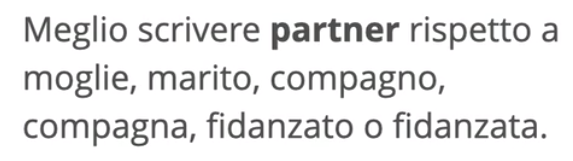 Meglio scrivere partner rispetto a
moglie, marito, compagno,
compagna, fidanzato o fidanzata.